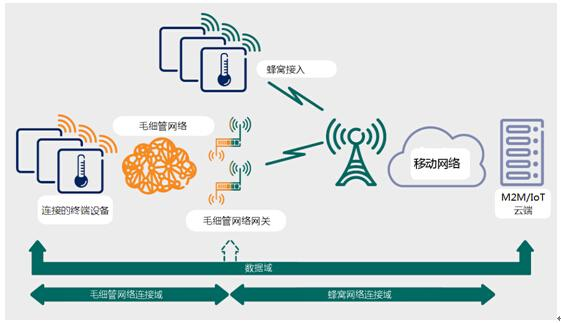 蜂窝接入
毛细管网络
移动网络
连接的终端设备
毛细管网络网关
M2M/IoT
云端
数据域
毛细管网络连接域
蜂窝网络连接域